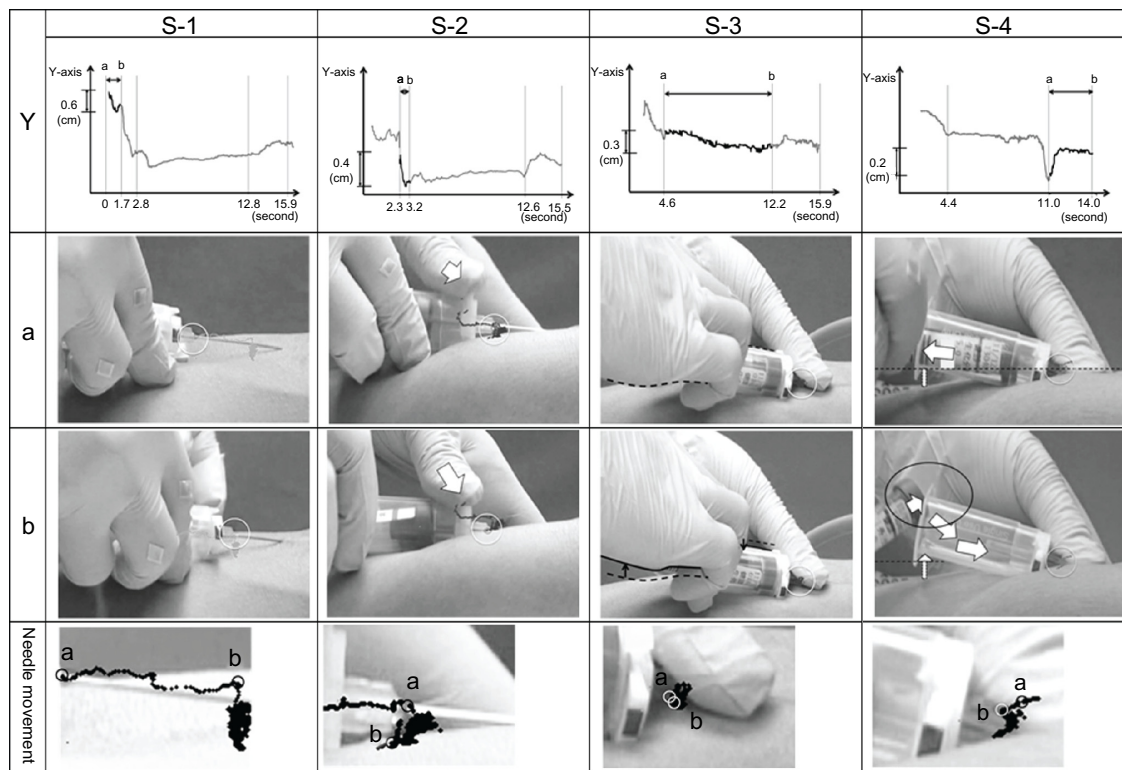 S-1 S-2 S-3 S-4
Y
Y-axis a b
0.6
(cm)
0 1.7 2.8 12.8 15.9
(second)
Y-axis a b
0.4
(cm)
2.3 3.2 12.6 15.5
(second)
Y-axis a b
0.3
(cm)
4.6 12.2 15.9
(second)
Y-axis a b
0.2
(cm)
4.4 11.0 14.0
(second)
a
b
Needle movement
a b
a
b
a
b
a
b